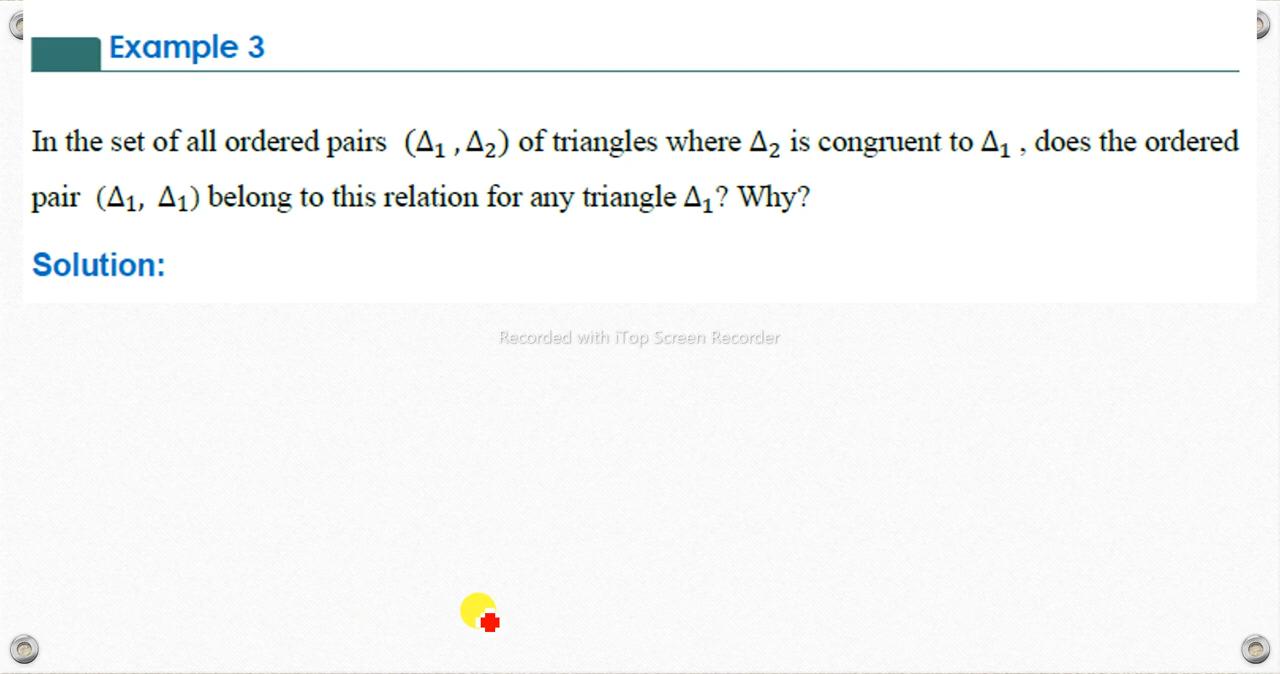 Example 3
In the set of all ordered pairs (Δ₁ , Δ₂) of triangles where Δ₂ is congruent to Δ₁ , does the ordered
pair (Δ₁, Δ₁) belong to this relation for any triangle Δ₁? Why?
Solution:
Recorded with iTop Screen Recorder